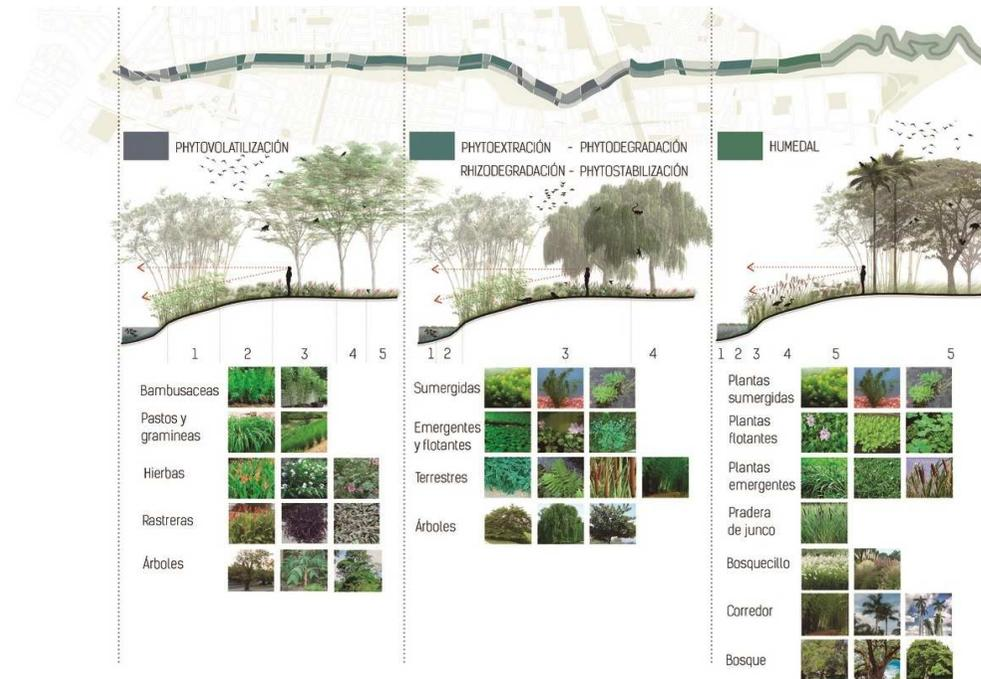 PHYTOVOLATILIZACIÓN
1 2 3 4 5
Bambusaceas
Pastos y
gramineas
Hierbas
Rastreras
Árboles
PHYTOEXTRACIÓN - PHYTODEGRADACIÓN
RHIZODEGRADACIÓN - PHYTOSTABILIZACIÓN
1 2 3 4
Sumergidas
Emergentes
y flotantes
Terrestres
Árboles
HUMEDAL
1 2 3 4 5 5
Plantas
sumergidas
Plantas
flotantes
Plantas
emergentes
Pradera
de junco
Bosquecillo
Corredor
Bosque